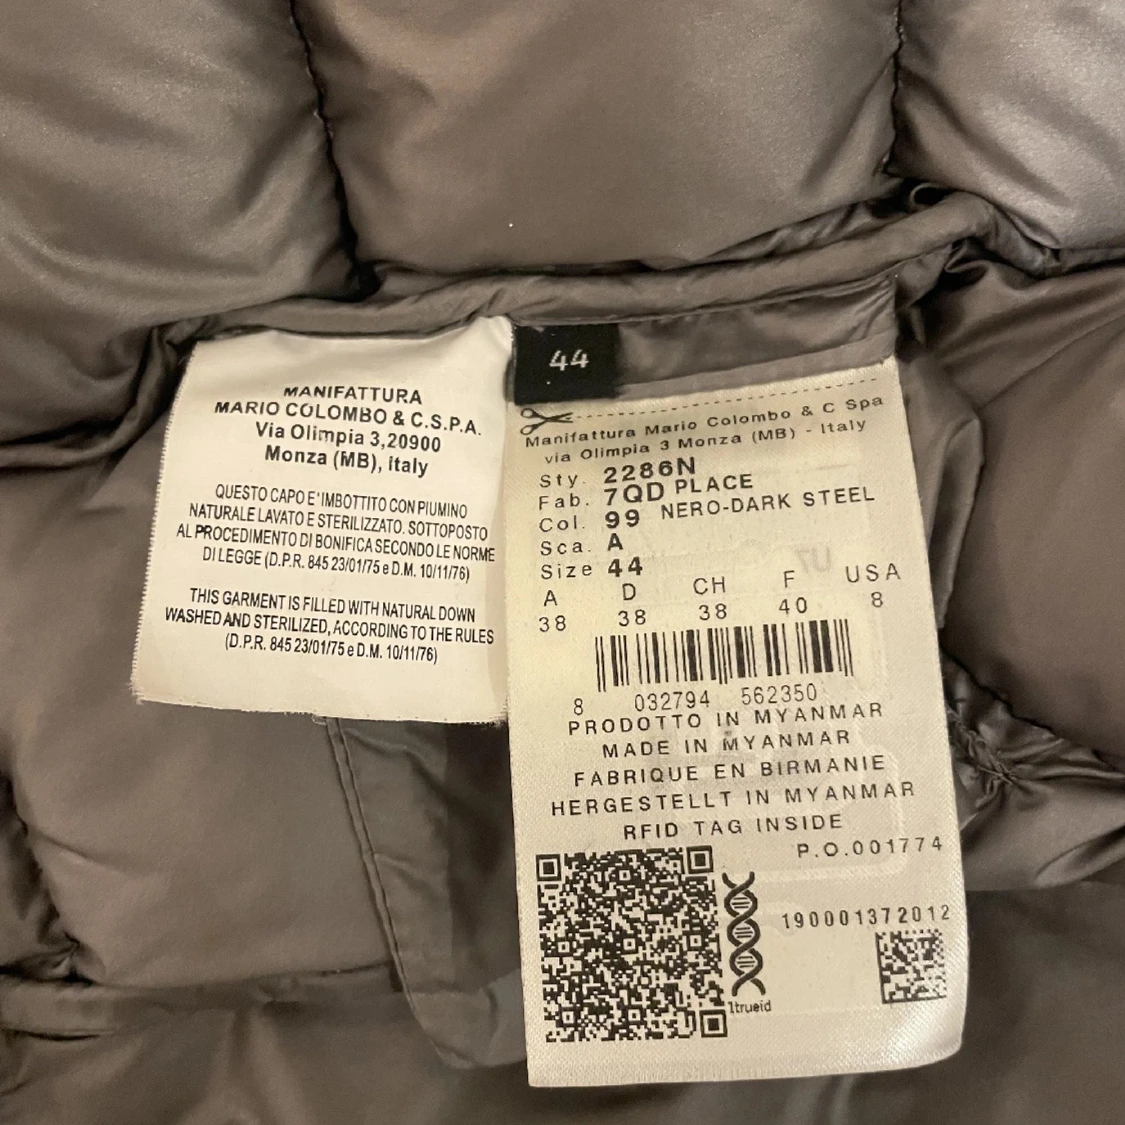 MANIFATTURA
MARIO COLOMBO & C.S.P.A.
Via Olimpia 3,20900
Monza (MB), Italy
QUESTO CAPO E' IMBOTTITO CON PIUMINO
NATURALE LAVATO E STERILIZZATO. SOTTOPOSTO
AL PROCEDIMENTO DI BONIFICA SECONDO LE NORME
DI LEGGE (D.P.R. 845 23/01/75 e D.M. 10/11/76)
THIS GARMENT IS FILLED WITH NATURAL DOWN
WASHED AND STERILIZED, ACCORDING TO THE RULES
(D.P.R. 845 23/01/75 e D.M. 10/11/76)
44
Manifattura Mario Colombo & C Spa
via Olimpia 3 Monza (MB) - Italy
Sty. 2286N
Fab. 7QD PLACE
Col. 99 NERO-DARK STEEL
Sca. A
Size 44
A D CH F USA
38 38 38 40 8
8 032794 562350
PRODOTTO IN MYANMAR
MADE IN MYANMAR
FABRIQUE EN BIRMANIE
HERGESTELLT IN MYANMAR
RFID TAG INSIDE
P.O.001774
190001372012
1trueid